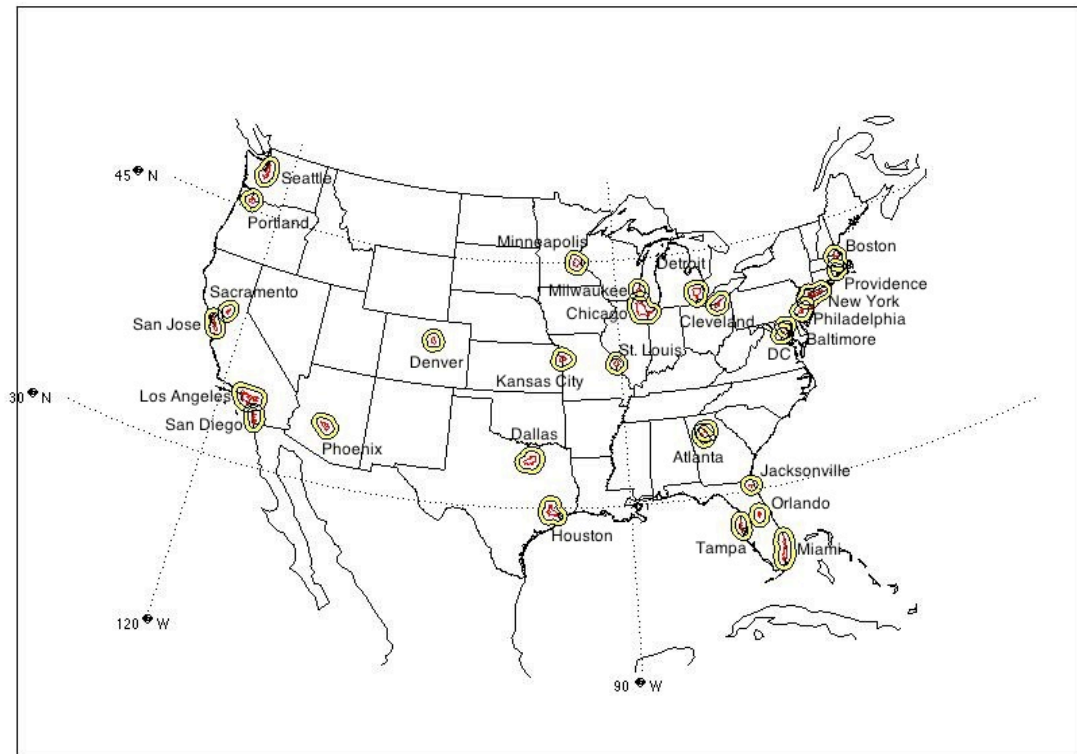 45� N
Seattle
Portland
Minneapolis
Boston
Detroit
Providence
Sacramento
Milwaukee
New York
Chicago
Philadelphia
San Jose
Cleveland
Baltimore
DC
St. Louis
Denver
Kansas City
30� N
Los Angeles
San Diego
Dallas
Phoenix
Atlanta
Jacksonville
Orlando
Houston
Tampa
Miami
120� W
90� W